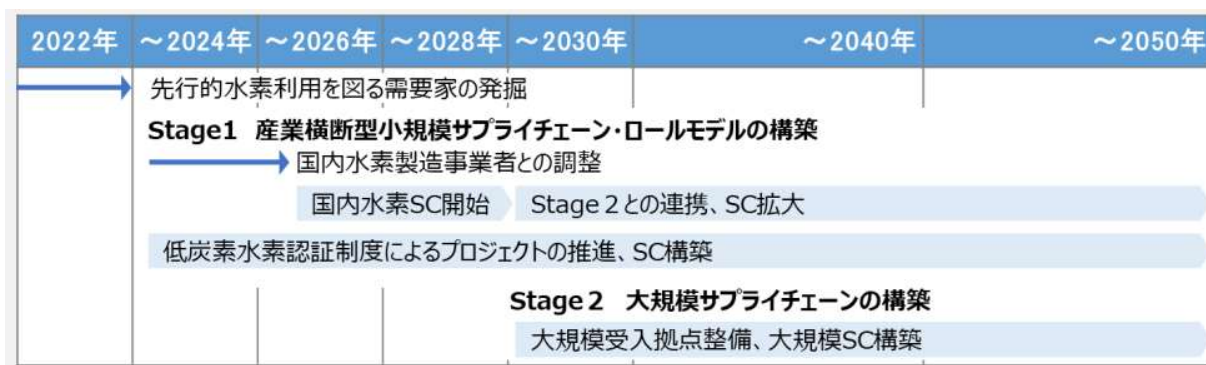 2022年 ～2024年 ～2026年 ～2028年 ～2030年 ～2040年 ～2050年
先行的水素利用を図る需要家の発掘
Stage1 産業横断型小規模サプライチェーン・ロールモデルの構築
国内水素製造事業者との調整
国内水素SC開始 Stage２との連携、SC拡大
低炭素水素認証制度によるプロジェクトの推進、SC構築
Stage２ 大規模サプライチェーンの構築
大規模受入拠点整備、大規模SC構築